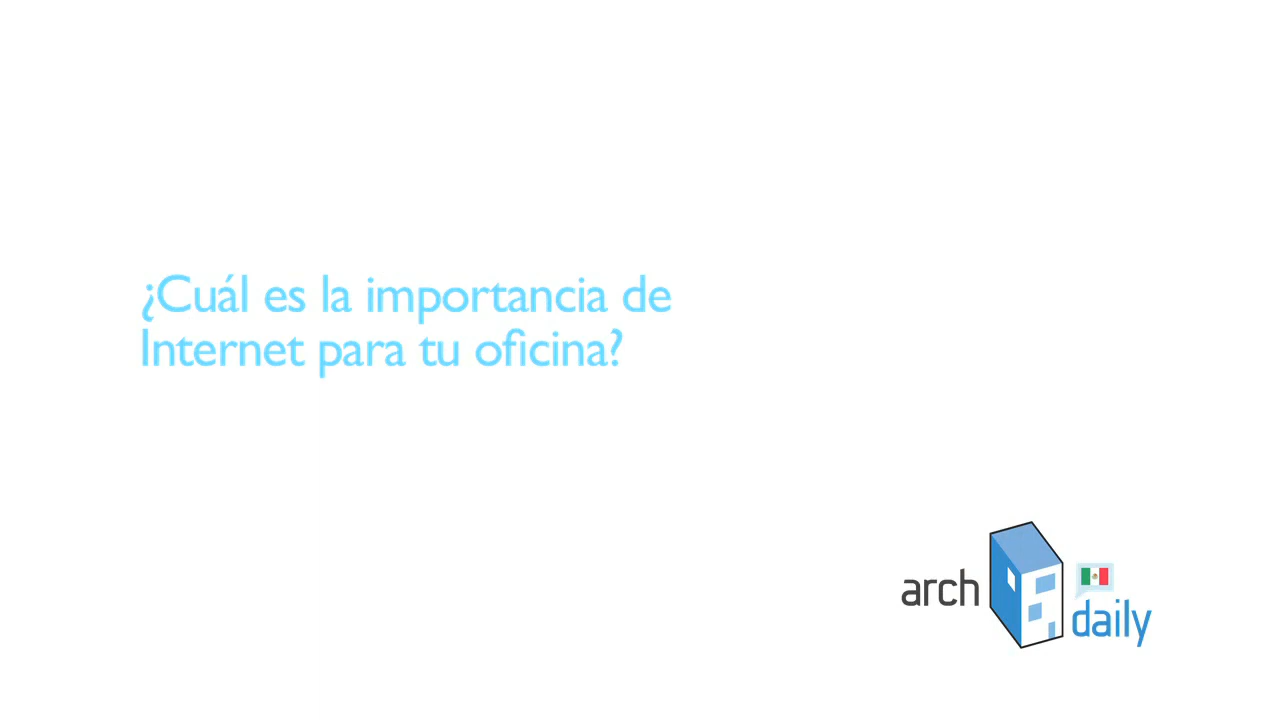 ¿Cuál es la importancia de
Internet para tu oficina?
arch
daily